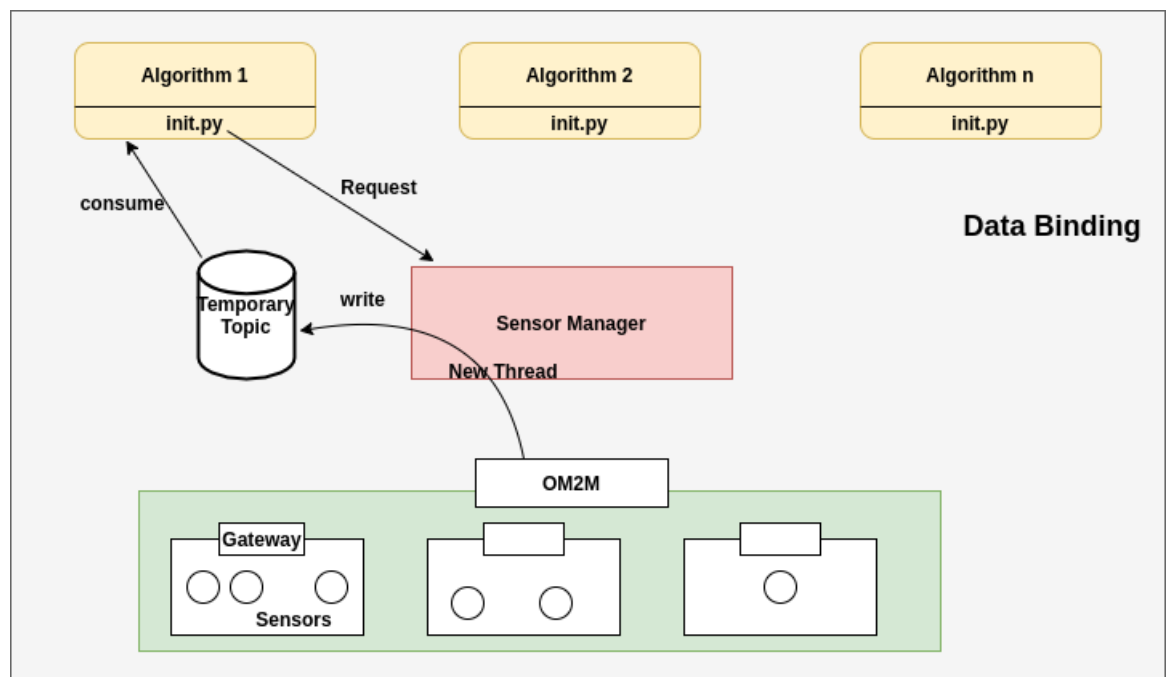 Algorithm 1
init.py
Algorithm 2
init.py
Algorithm n
init.py
consume
Request
Data Binding
Temporary
Topic
write
Sensor Manager
New Thread
OM2M
Gateway
Sensors